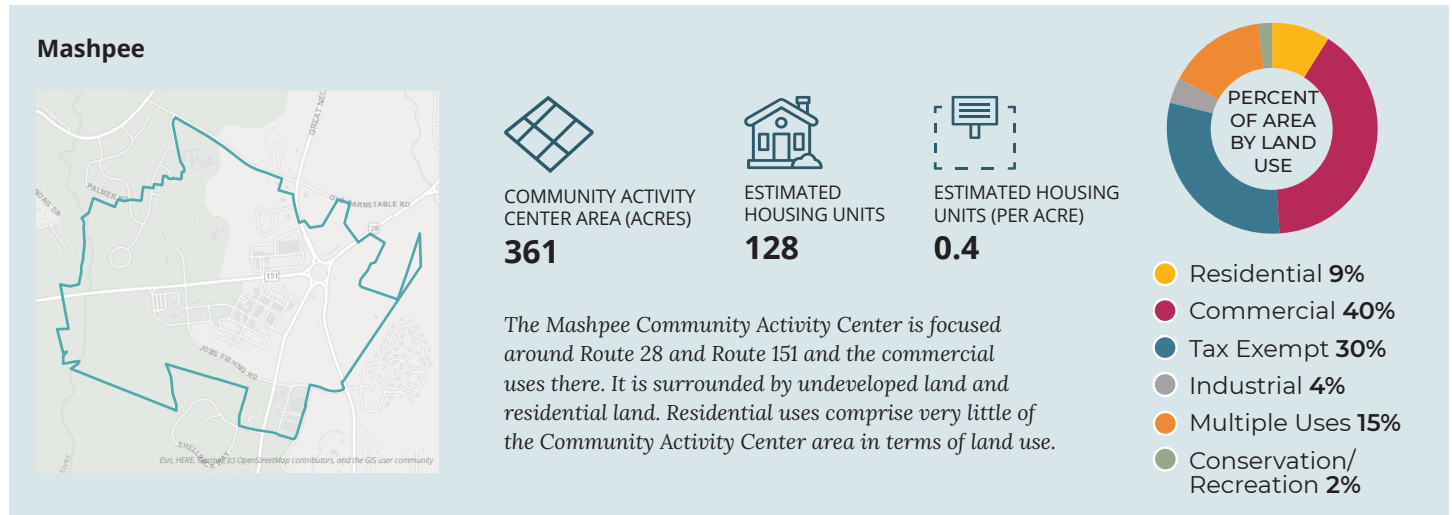 Mashpee
GREAT NEC
PALMER RD
OLD BARNSTABLE RD
28
151
JOBS FISHING RD
Esri, HERE, Garmin, (c) OpenStreetMap contributors, and the GIS user community
COMMUNITY ACTIVITY
CENTER AREA (ACRES)
361
ESTIMATED
HOUSING UNITS
128
ESTIMATED HOUSING
UNITS (PER ACRE)
0.4
The Mashpee Community Activity Center is focused
around Route 28 and Route 151 and the commercial
uses there. It is surrounded by undeveloped land and
residential land. Residential uses comprise very little of
the Community Activity Center area in terms of land use.
PERCENT
OF AREA
BY LAND
USE
Residential 9%
Commercial 40%
Tax Exempt 30%
Industrial 4%
Multiple Uses 15%
Conservation/
Recreation 2%